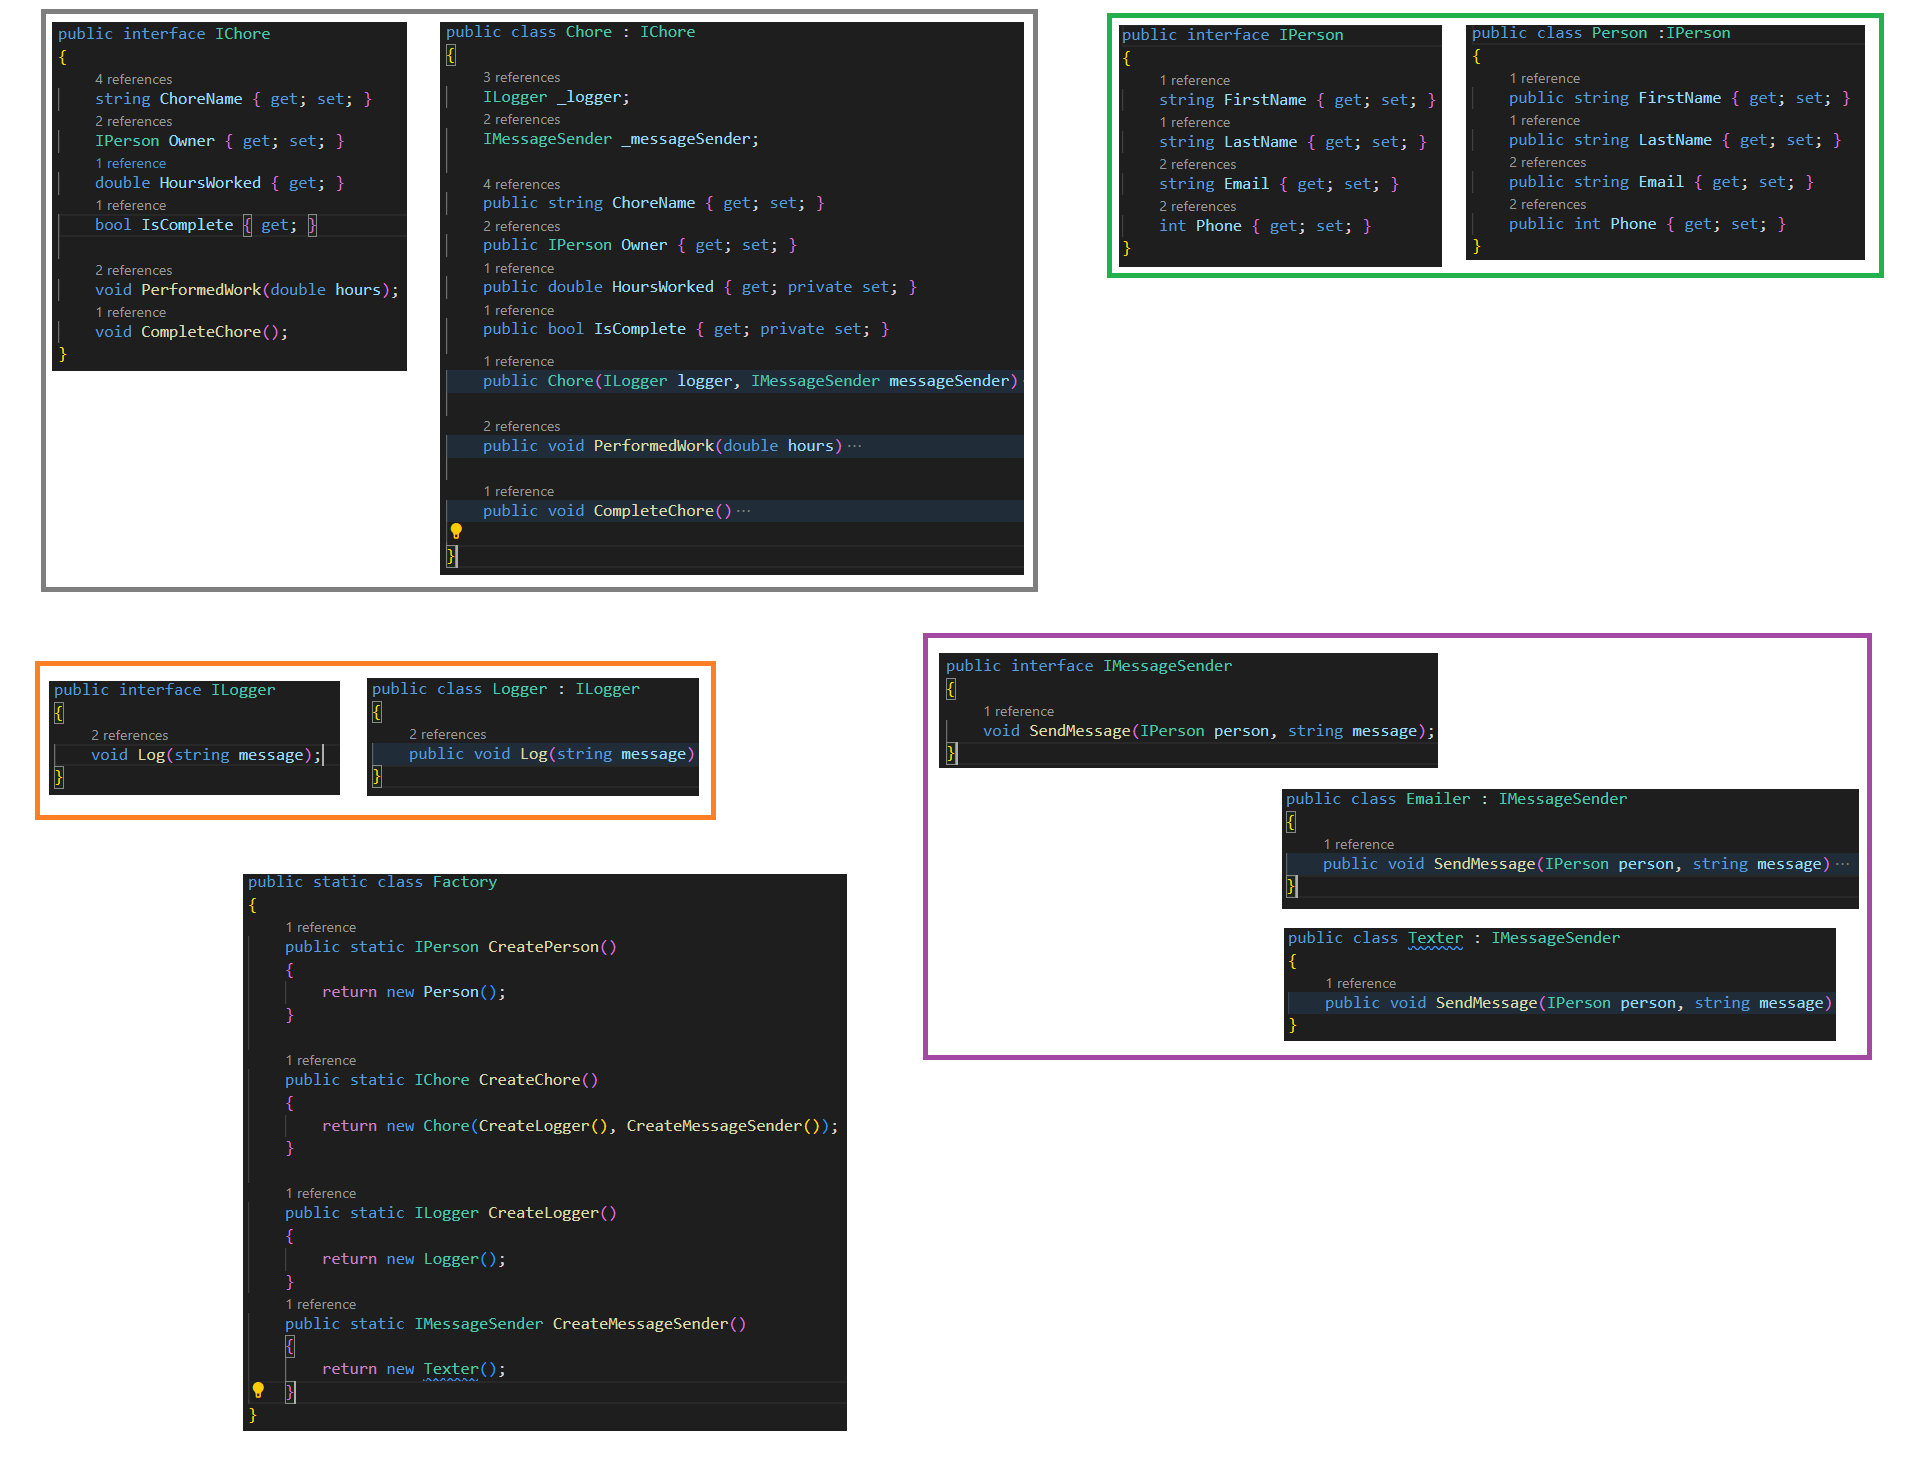 public interface IChore
{
4 references
string ChoreName { get; set; }
2 references
IPerson Owner { get; set; }
1 reference
double HoursWorked { get; }
1 reference
bool IsComplete { get; }
2 references
void PerformedWork(double hours);
1 reference
void CompleteChore();
}
public class Chore : IChore
{
3 references
ILogger _logger;
2 references
IMessageSender _messageSender;
4 references
public string ChoreName { get; set; }
2 references
public IPerson Owner { get; set; }
1 reference
public double HoursWorked { get; private set; }
1 reference
public bool IsComplete { get; private set; }
1 reference
public Chore(ILogger logger, IMessageSender messageSender)
2 references
public void PerformedWork(double hours)···
1 reference
public void CompleteChore()···
}
public interface IPerson
{
1 reference
string FirstName { get; set; }
1 reference
string LastName { get; set; }
2 references
string Email { get; set; }
2 references
int Phone { get; set; }
}
public class Person :IPerson
{
1 reference
public string FirstName { get; set; }
1 reference
public string LastName { get; set; }
2 references
public string Email { get; set; }
2 references
public int Phone { get; set; }
}
public interface ILogger
{
2 references
void Log(string message);
}
public class Logger : ILogger
{
2 references
public void Log(string message)
}
public interface IMessageSender
{
1 reference
void SendMessage(IPerson person, string message);
}
public class Emailer : IMessageSender
{
1 reference
public void SendMessage(IPerson person, string message)···
}
public class Texter : IMessageSender
{
1 reference
public void SendMessage(IPerson person, string message)
}
public static class Factory
{
1 reference
public static IPerson CreatePerson()
{
return new Person();
}
1 reference
public static IChore CreateChore()
{
return new Chore(CreateLogger(), CreateMessageSender());
}
1 reference
public static ILogger CreateLogger()
{
return new Logger();
}
1 reference
public static IMessageSender CreateMessageSender()
{
return new Texter();
}
}